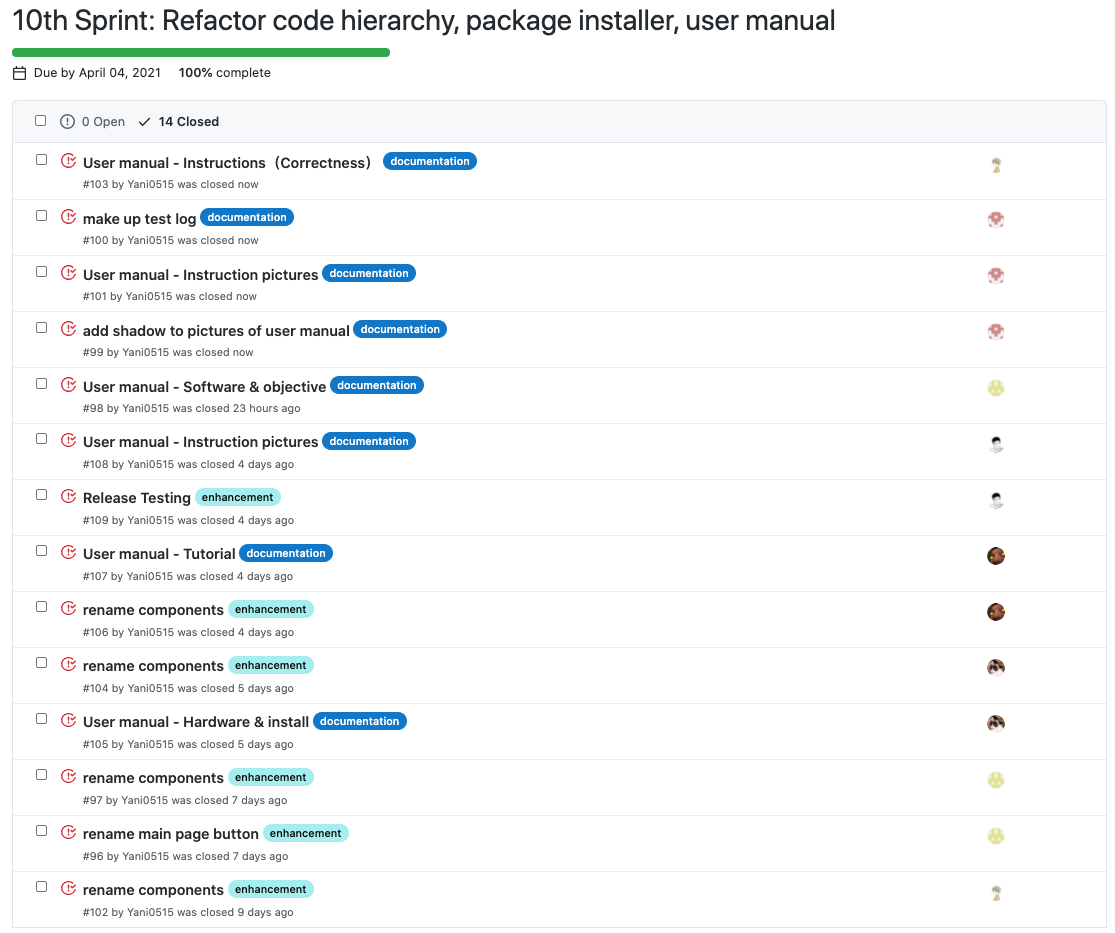 10th Sprint: Refactor code hierarchy, package installer, user manual
Due by April 04, 2021 100% complete
0 Open 14 Closed
User manual - Instructions（Correctness） documentation
#103 by Yani0515 was closed now
make up test log documentation
#100 by Yani0515 was closed now
User manual - Instruction pictures documentation
#101 by Yani0515 was closed now
add shadow to pictures of user manual documentation
#99 by Yani0515 was closed now
User manual - Software & objective documentation
#98 by Yani0515 was closed 23 hours ago
User manual - Instruction pictures documentation
#108 by Yani0515 was closed 4 days ago
Release Testing enhancement
#109 by Yani0515 was closed 4 days ago
User manual - Tutorial documentation
#107 by Yani0515 was closed 4 days ago
rename components enhancement
#106 by Yani0515 was closed 4 days ago
rename components enhancement
#104 by Yani0515 was closed 5 days ago
User manual - Hardware & install documentation
#105 by Yani0515 was closed 5 days ago
rename components enhancement
#97 by Yani0515 was closed 7 days ago
rename main page button enhancement
#96 by Yani0515 was closed 7 days ago
rename components enhancement
#102 by Yani0515 was closed 9 days ago